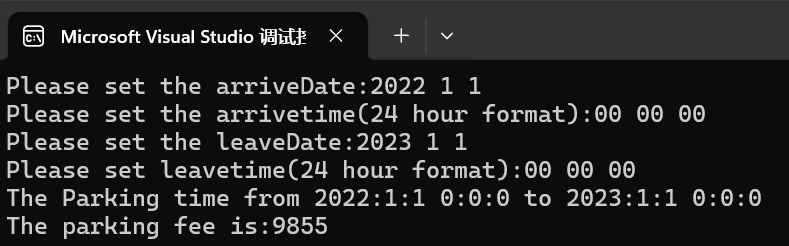 Microsoft Visual Studio 调试
Please set the arriveDate:2022 1 1
Please set the arrivetime(24 hour format):00 00 00
Please set the leaveDate:2023 1 1
Please set leavetime(24 hour format):00 00 00
The Parking time from 2022:1:1 0:0:0 to 2023:1:1 0:0:0
The parking fee is:9855